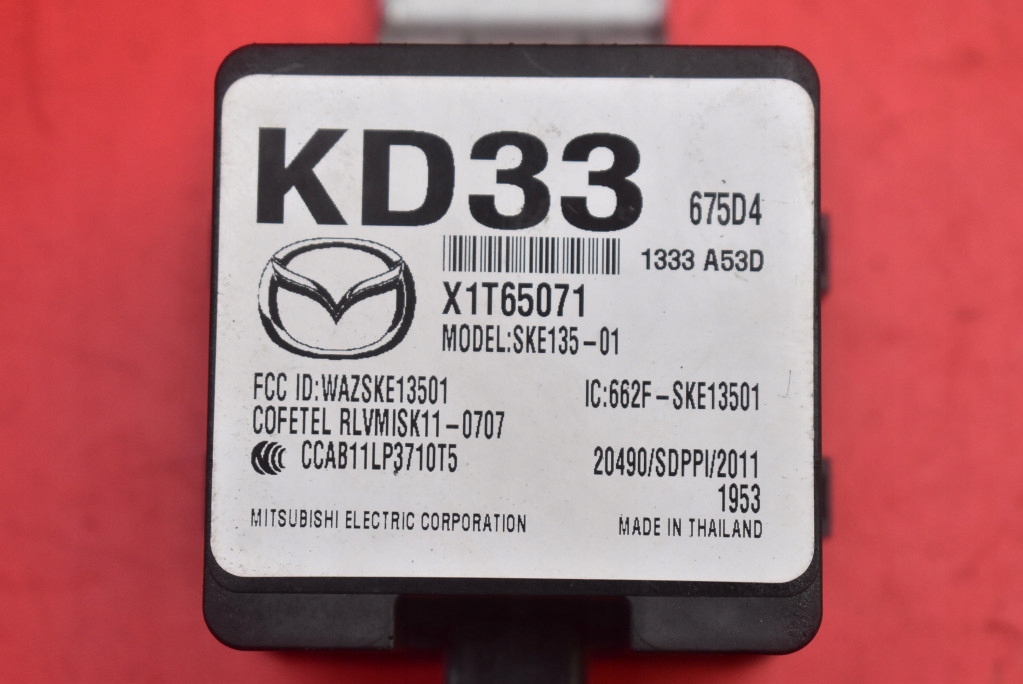 KD33 675D4
1333 A53D
X1T65071
MODEL:SKE135-01
FCC ID:WAZSKE13501 IC:662F-SKE13501
COFETEL RLVMISK11-0707
CCAB11LP3710T5 20490/SDPPI/2011
1953
MITSUBISHI ELECTRIC CORPORATION MADE IN THAILAND